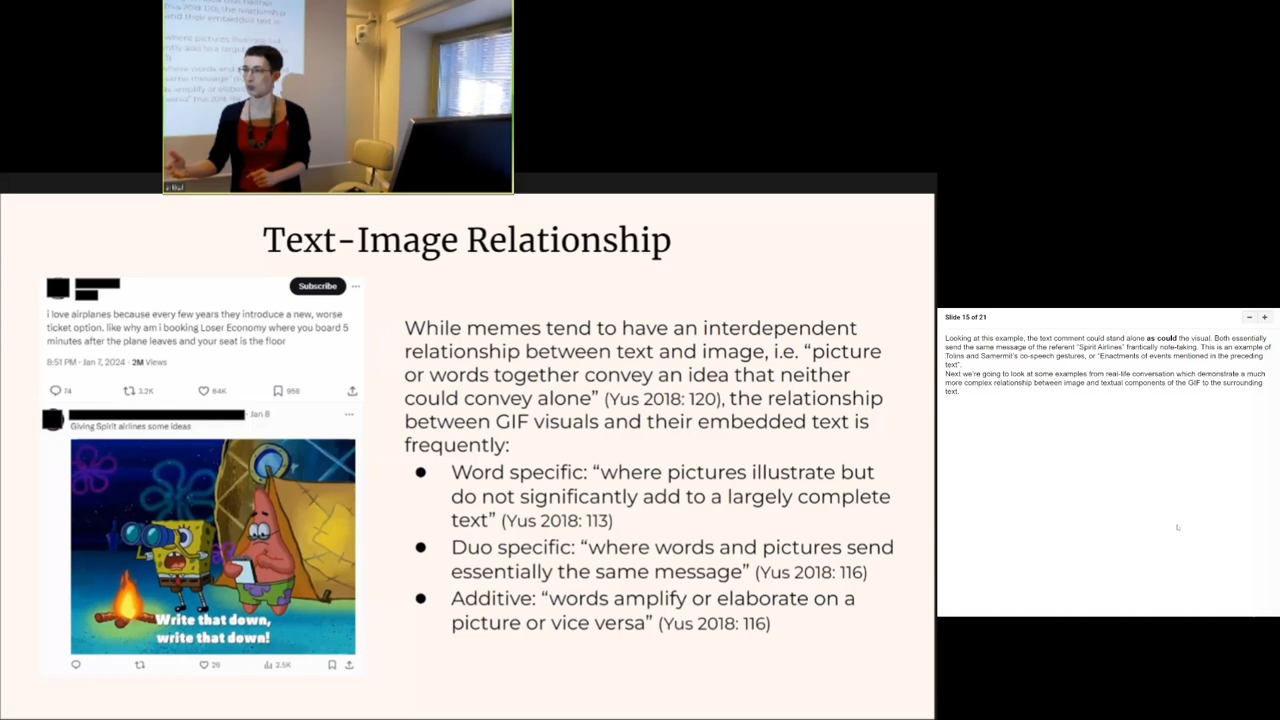 Text-Image Relationship
Subscribe
i love airplanes because every few years they introduce a new, worse
ticket option. like why am i booking Loser Economy where you board 5
minutes after the plane leaves and your seat is the floor
8:51 PM · Jan 7, 2024 · 2M Views
74 3.2K 64K 958
· Jan 8
Giving Spirit airlines some ideas
Write that down,
write that down!
26 2.5K
While memes tend to have an interdependent
relationship between text and image, i.e. “picture
or words together convey an idea that neither
could convey alone” (Yus 2018: 120), the relationship
between GIF visuals and their embedded text is
frequently:
● Word specific: “where pictures illustrate but
do not significantly add to a largely complete
text” (Yus 2018: 113)
● Duo specific: “where words and pictures send
essentially the same message” (Yus 2018: 116)
● Additive: “words amplify or elaborate on a
picture or vice versa” (Yus 2018: 116)
Slide 15 of 21
Looking at this example, the text comment could stand alone as could the visual. Both essentially
send the same message of the referent “Spirit Airlines” frantically note-taking. This is an example of
Tolins and Samermit’s co-speech gestures, or “Enactments of events mentioned in the preceding
text”.
Next we’re going to look at some examples from real-life conversation which demonstrate a much
more complex relationship between image and textual components of the GIF to the surrounding
text.